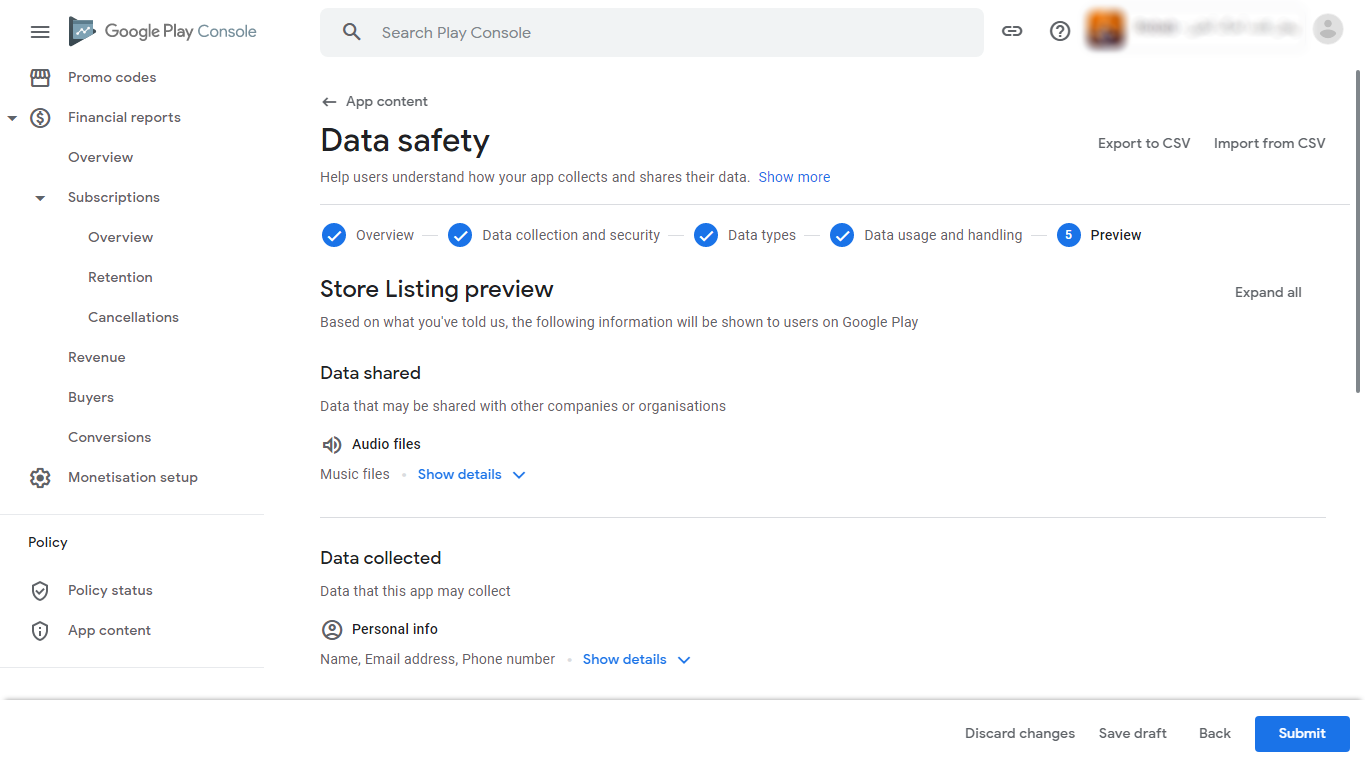 Google Play Console
Search Play Console
Promo codes
Financial reports
Overview
Subscriptions
Overview
Retention
Cancellations
Revenue
Buyers
Conversions
Monetisation setup
Policy
Policy status
App content
App content
Data safety
Export to CSV Import from CSV
Help users understand how your app collects and shares their data. Show more
Overview Data collection and security Data types Data usage and handling 5 Preview
Store Listing preview
Expand all
Based on what you've told us, the following information will be shown to users on Google Play
Data shared
Data that may be shared with other companies or organisations
Audio files
Music files • Show details
Data collected
Data that this app may collect
Personal info
Name, Email address, Phone number • Show details
Discard changes Save draft Back Submit